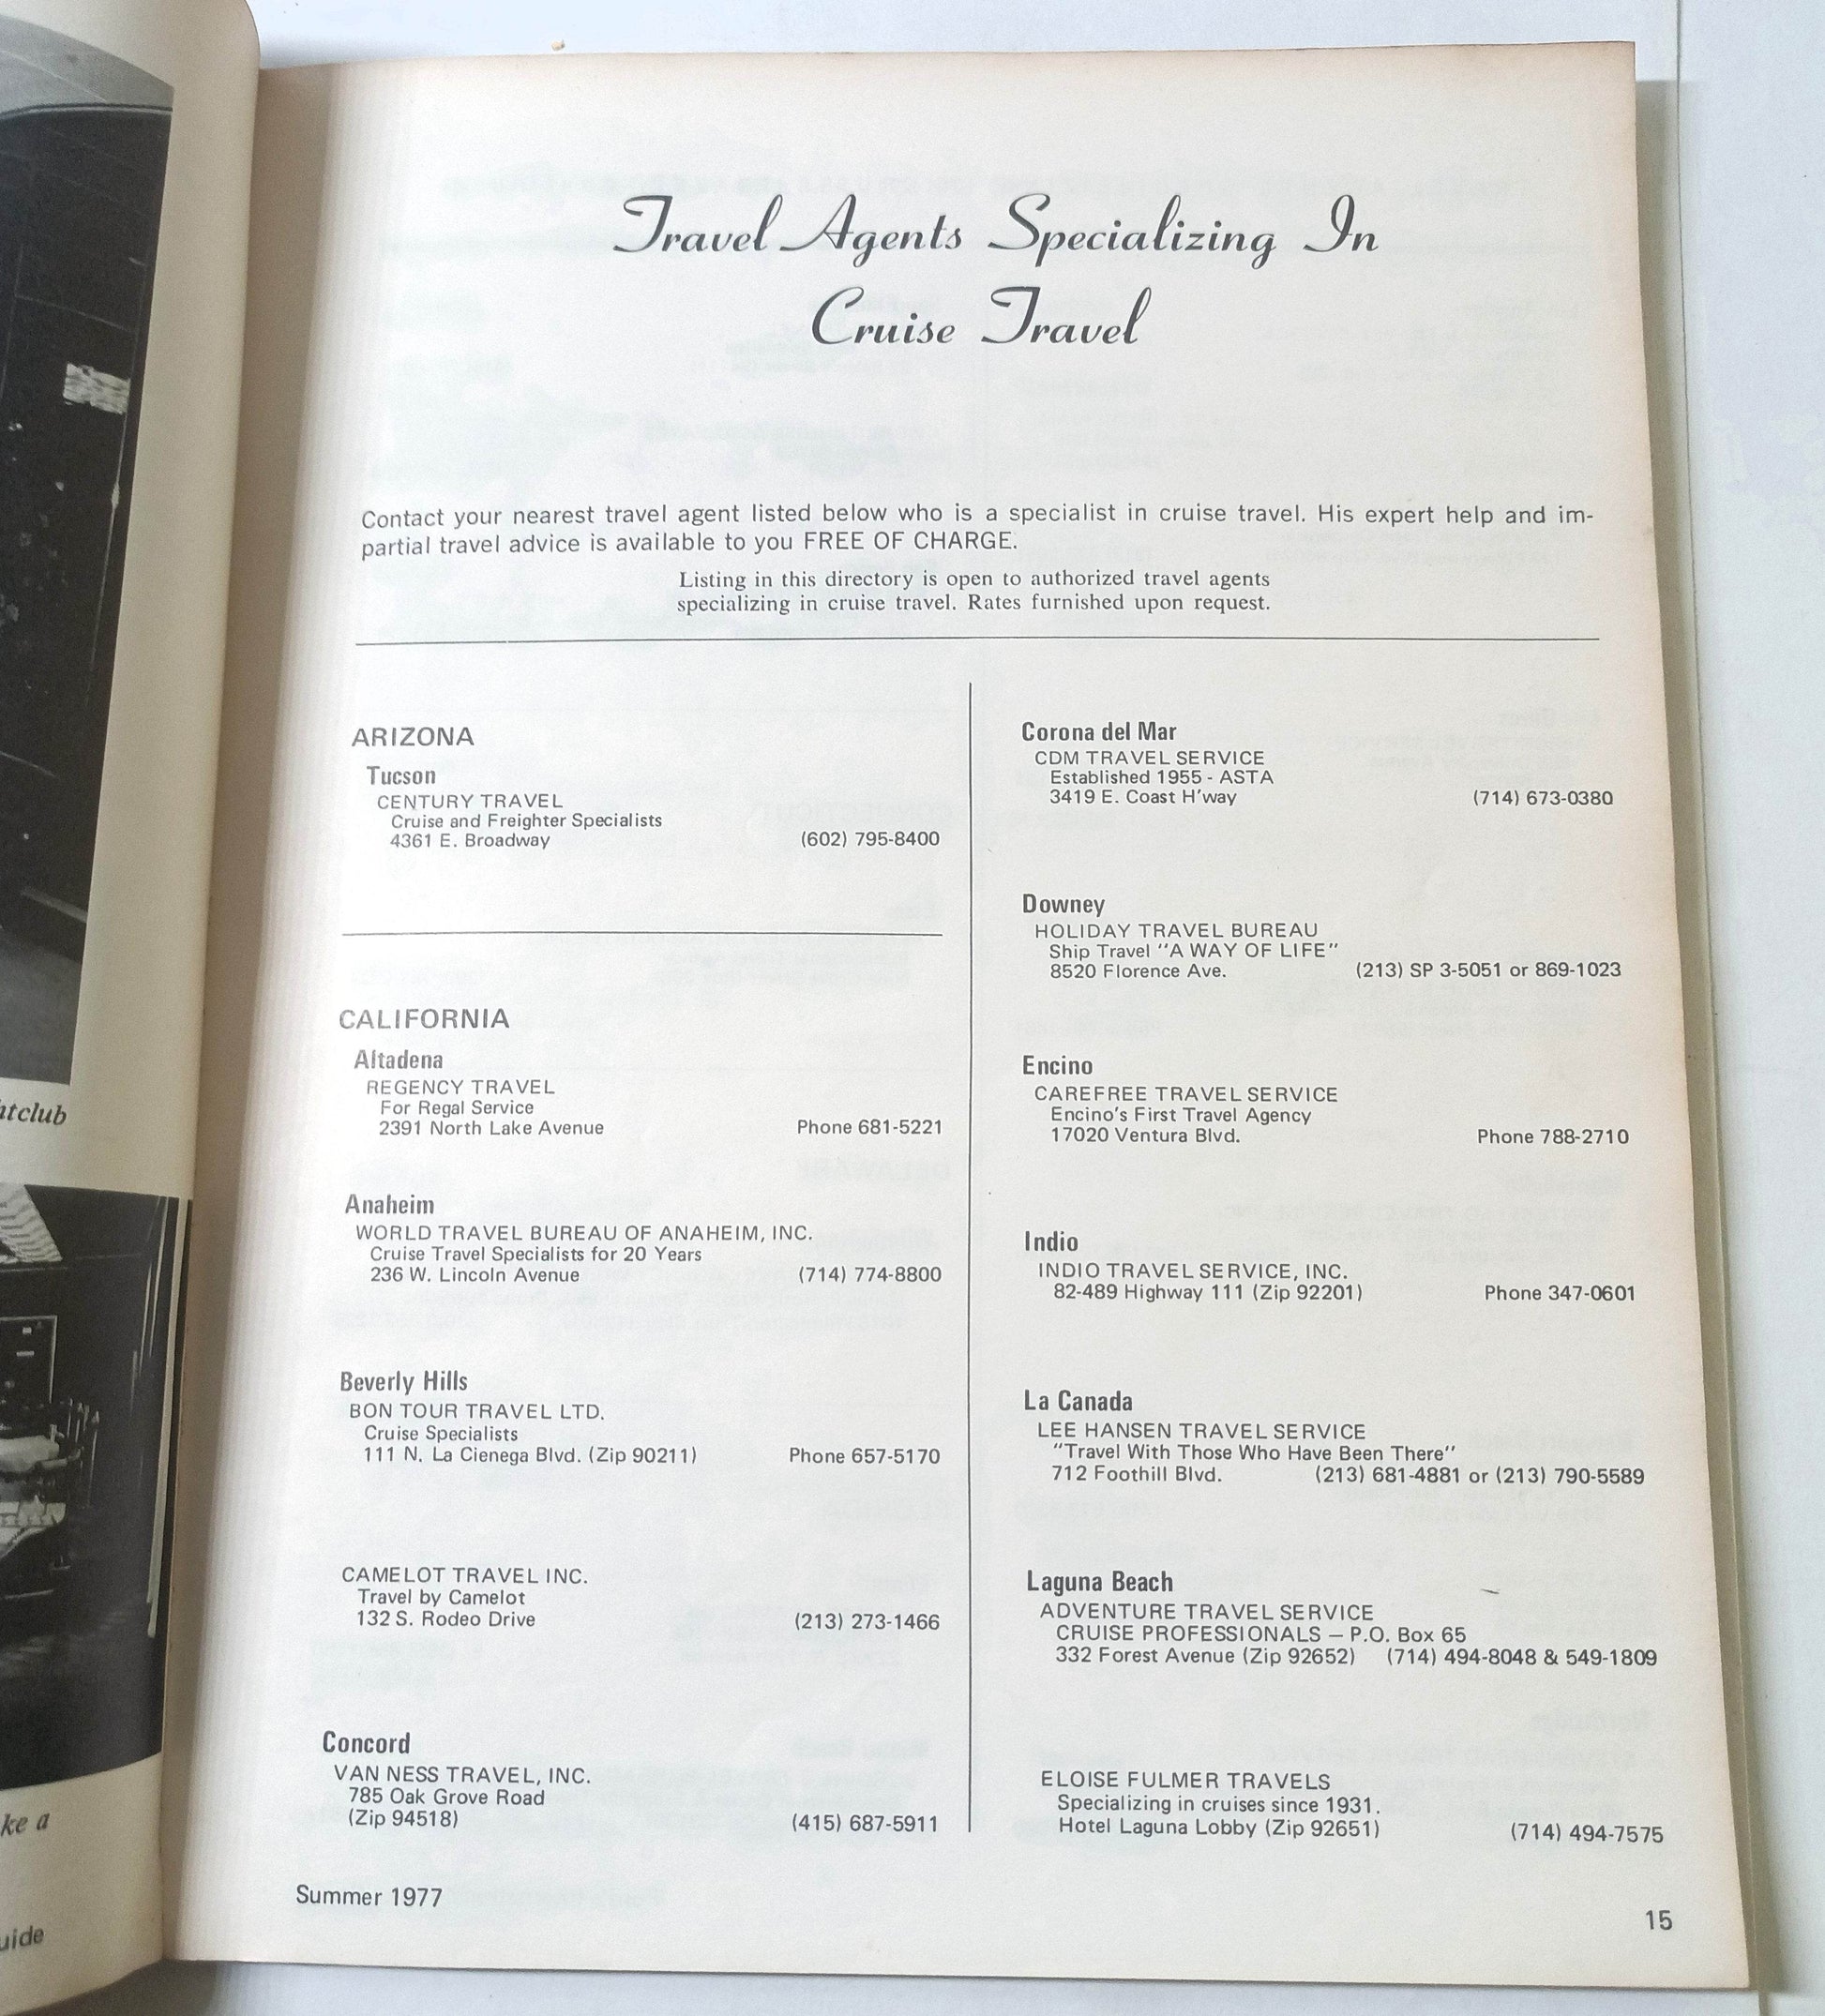 htclub
ke a
uide
Travel Agents Specializing In
Cruise Travel
Contact your nearest travel agent listed below who is a specialist in cruise travel. His expert help and im-
partial travel advice is available to you FREE OF CHARGE.
Listing in this directory is open to authorized travel agents
specializing in cruise travel. Rates furnished upon request.
ARIZONA
Tucson
CENTURY TRAVEL
Cruise and Freighter Specialists
4361 E. Broadway (602) 795-8400
CALIFORNIA
Altadena
REGENCY TRAVEL
For Regal Service
2391 North Lake Avenue Phone 681-5221
Anaheim
WORLD TRAVEL BUREAU OF ANAHEIM, INC.
Cruise Travel Specialists for 20 Years
236 W. Lincoln Avenue (714) 774-8800
Beverly Hills
BON TOUR TRAVEL LTD.
Cruise Specialists
111 N. La Cienega Blvd. (Zip 90211) Phone 657-5170
CAMELOT TRAVEL INC.
Travel by Camelot
132 S. Rodeo Drive (213) 273-1466
Concord
VAN NESS TRAVEL, INC.
785 Oak Grove Road
(Zip 94518) (415) 687-5911
Corona del Mar
CDM TRAVEL SERVICE
Established 1955 - ASTA
3419 E. Coast H'way (714) 673-0380
Downey
HOLIDAY TRAVEL BUREAU
Ship Travel "A WAY OF LIFE"
8520 Florence Ave. (213) SP 3-5051 or 869-1023
Encino
CAREFREE TRAVEL SERVICE
Encino's First Travel Agency
17020 Ventura Blvd. Phone 788-2710
Indio
INDIO TRAVEL SERVICE, INC.
82-489 Highway 111 (Zip 92201) Phone 347-0601
La Canada
LEE HANSEN TRAVEL SERVICE
"Travel With Those Who Have Been There"
712 Foothill Blvd. (213) 681-4881 or (213) 790-5589
Laguna Beach
ADVENTURE TRAVEL SERVICE
CRUISE PROFESSIONALS — P.O. Box 65
332 Forest Avenue (Zip 92652) (714) 494-8048 & 549-1809
ELOISE FULMER TRAVELS
Specializing in cruises since 1931.
Hotel Laguna Lobby (Zip 92651) (714) 494-7575
Summer 1977
15